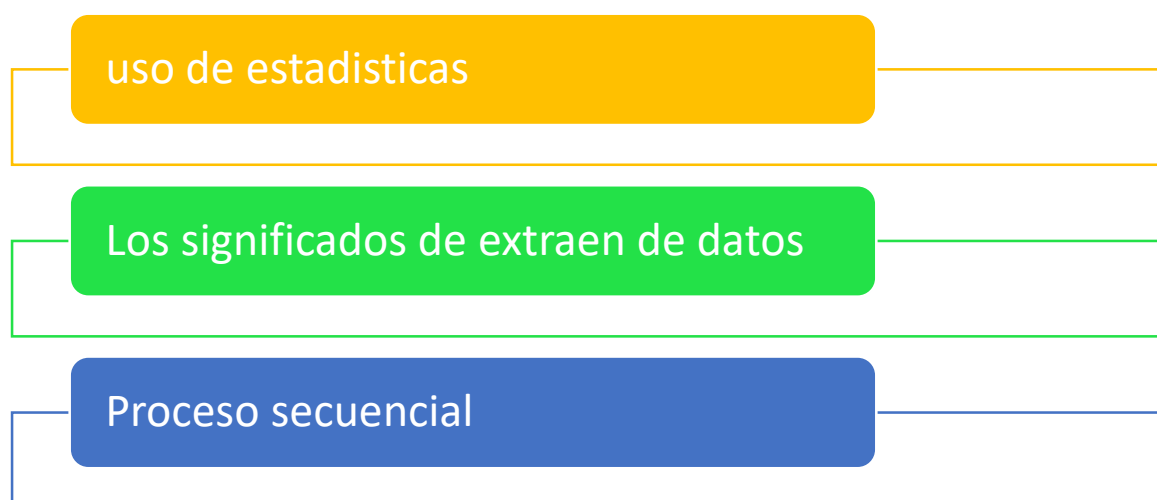 uso de estadisticas
Los significados de extraen de datos
Proceso secuencial